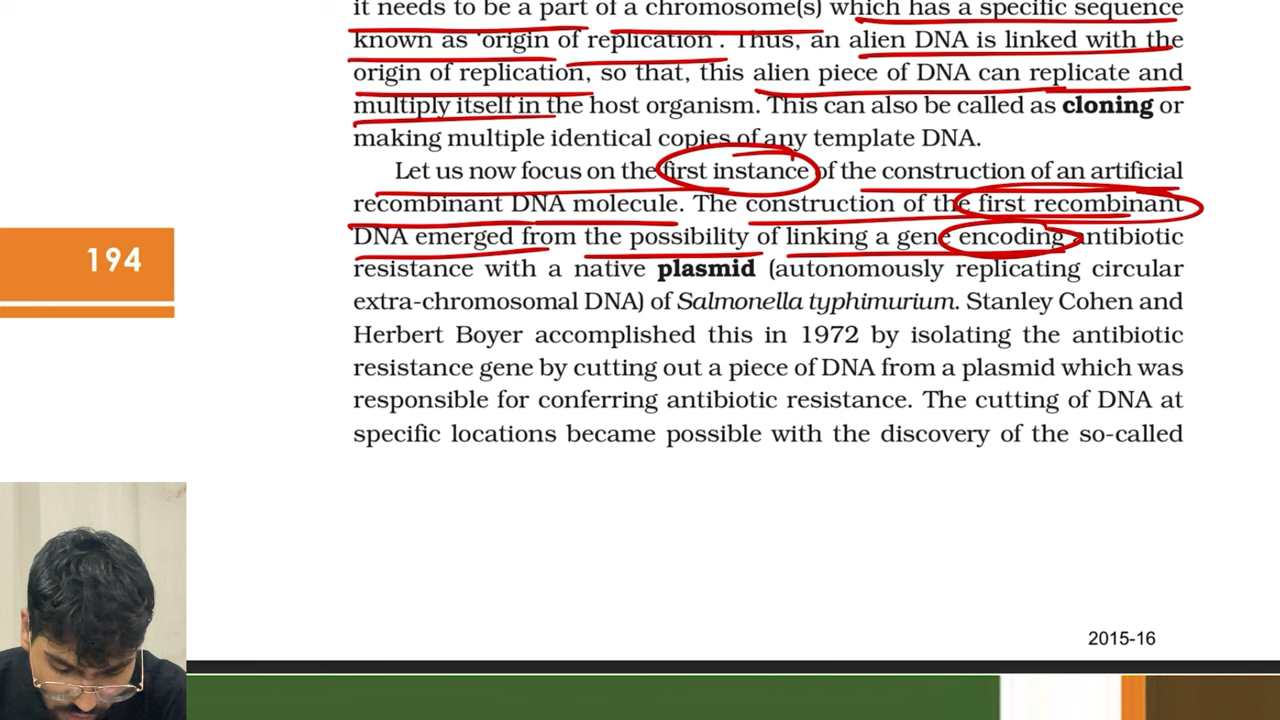 it needs to be a part of a chromosome(s) which has a specific sequence
known as 'origin of replication'. Thus, an alien DNA is linked with the
origin of replication, so that, this alien piece of DNA can replicate and
multiply itself in the host organism. This can also be called as cloning or
making multiple identical copies of any template DNA.
Let us now focus on the first instance of the construction of an artificial
recombinant DNA molecule. The construction of the first recombinant
DNA emerged from the possibility of linking a gene encoding antibiotic
resistance with a native plasmid (autonomously replicating circular
extra-chromosomal DNA) of Salmonella typhimurium. Stanley Cohen and
Herbert Boyer accomplished this in 1972 by isolating the antibiotic
resistance gene by cutting out a piece of DNA from a plasmid which was
responsible for conferring antibiotic resistance. The cutting of DNA at
specific locations became possible with the discovery of the so-called
194
2015-16